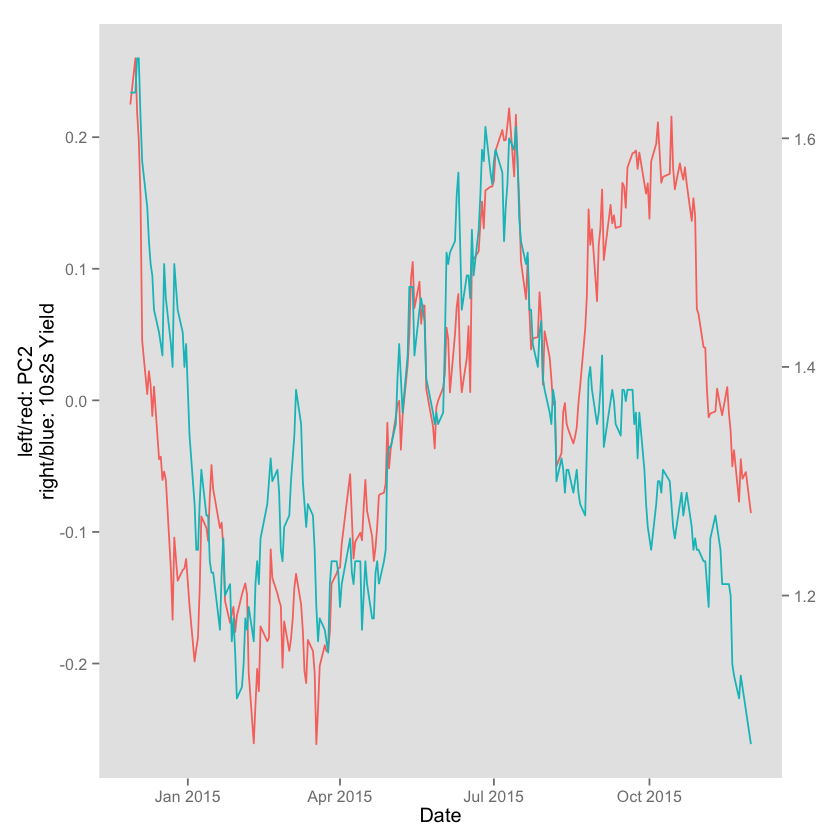 left/red: PC2
right/blue: 10s2s Yield
0.2
0.1
0.0
-0.1
-0.2
1.6
1.4
1.2
Jan 2015
Apr 2015
Jul 2015
Oct 2015
Date